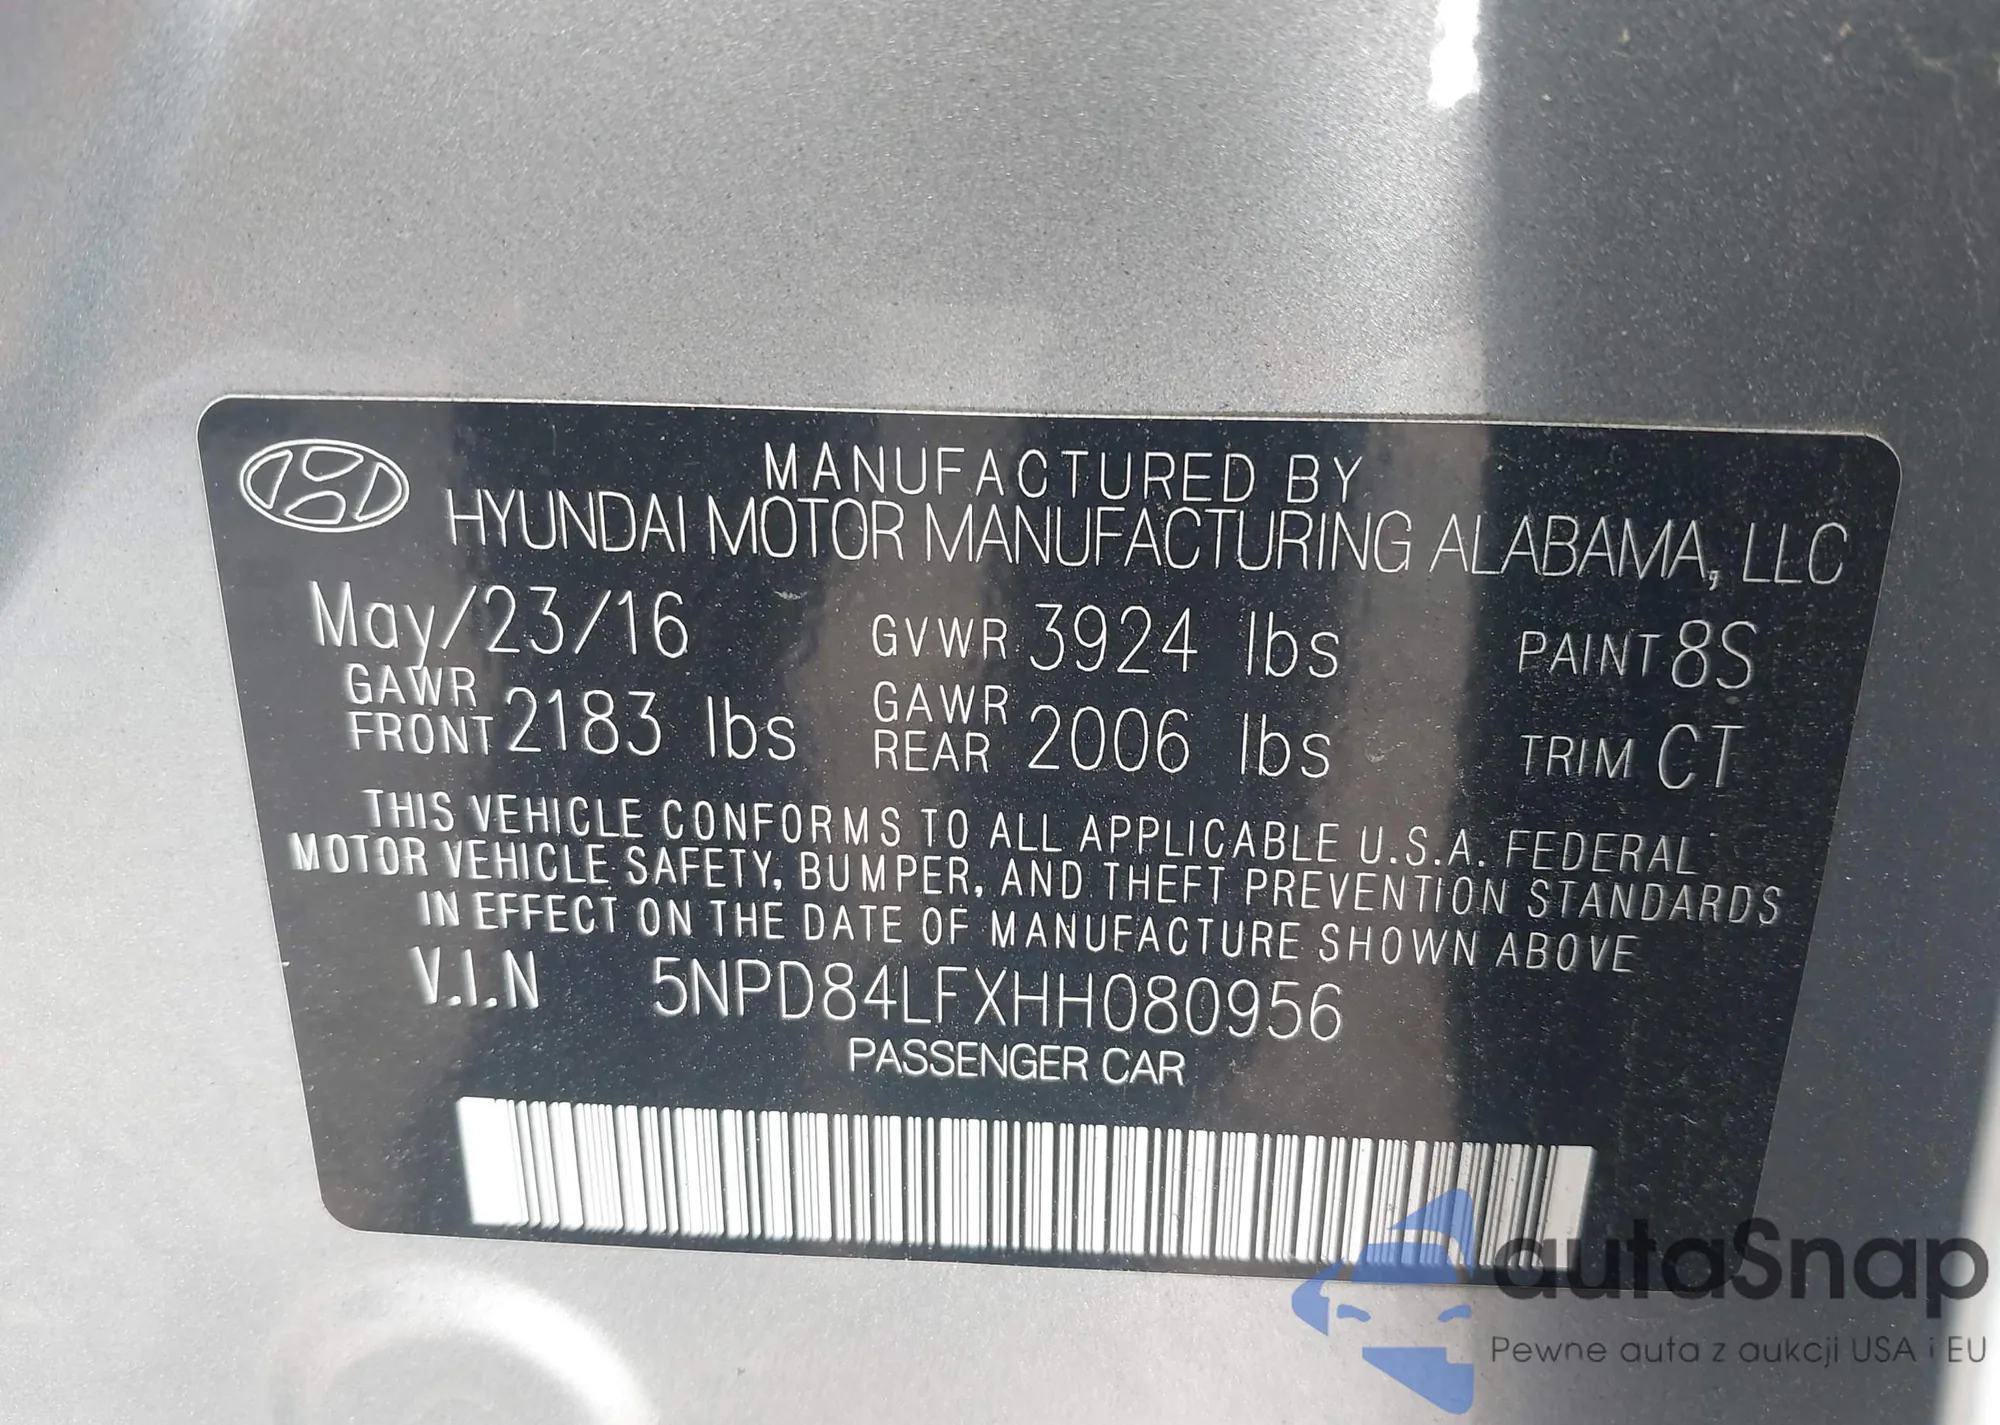 MANUFACTURED BY
HYUNDAI MOTOR MANUFACTURING ALABAMA, LLC
May/23/16 GVWR 3924 lbs PAINT 8S
GAWR FRONT 2183 lbs GAWR REAR 2006 lbs TRIM CT
THIS VEHICLE CONFORMS TO ALL APPLICABLE U.S.A. FEDERAL
MOTOR VEHICLE SAFETY, BUMPER, AND THEFT PREVENTION STANDARDS
IN EFFECT ON THE DATE OF MANUFACTURE SHOWN ABOVE
V.I.N 5NPD84LFXHH080956
PASSENGER CAR
autaSnap
Pewne auta z aukcji USA i EU